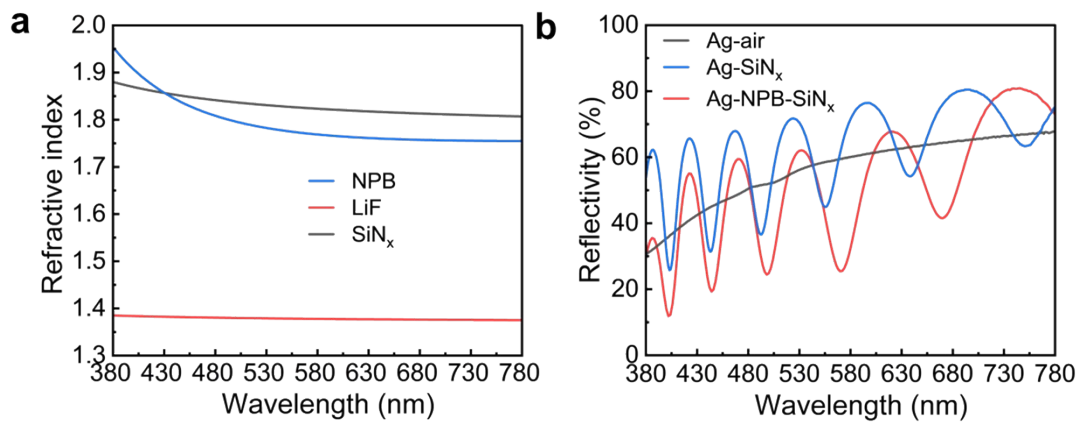 a
2.0
1.9
1.8
1.7
1.6
1.5
1.4
1.3
Refractive index
NPB
LiF
SiNₓ
380 430 480 530 580 630 680 730 780
Wavelength (nm)
b
100
80
60
40
20
0
Reflectivity (%)
Ag-air
Ag-SiNₓ
Ag-NPB-SiNₓ
380 430 480 530 580 630 680 730 780
Wavelength (nm)